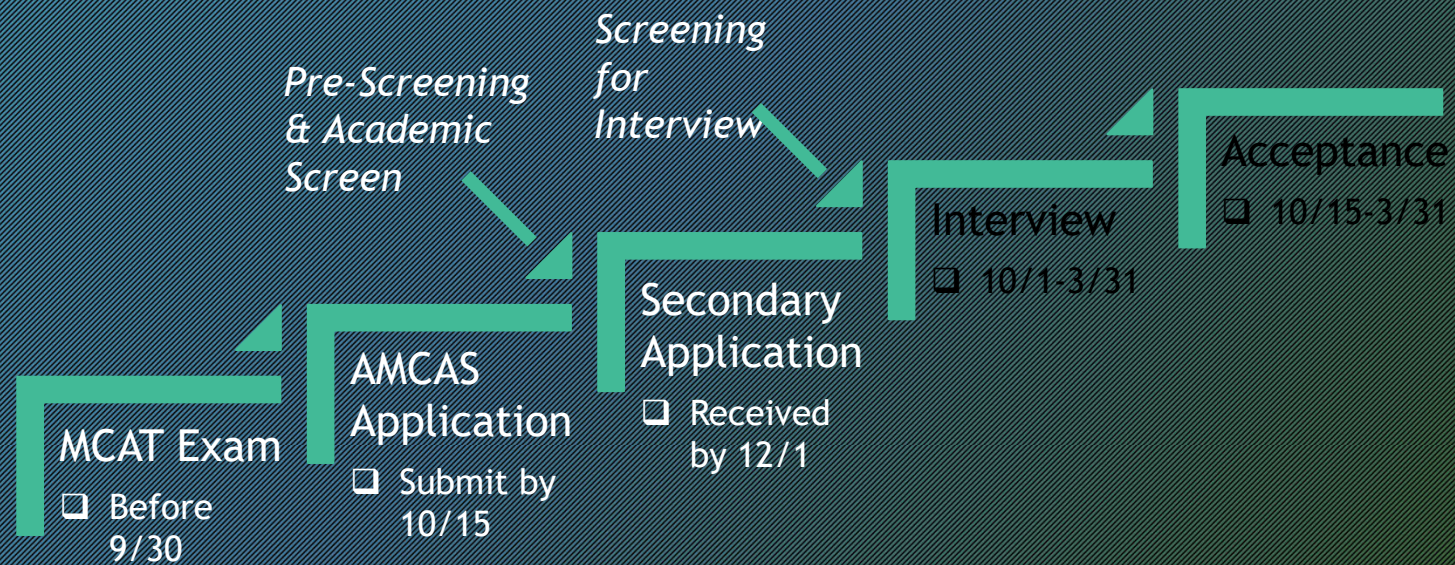 MCAT Exam
❑ Before
9/30
Pre-Screening
& Academic
Screen
AMCAS
Application
❑ Submit by
10/15
Screening
for
Interview
Secondary
Application
❑ Received
by 12/1
Interview
❑ 10/1-3/31
Acceptance
❑ 10/15-3/31